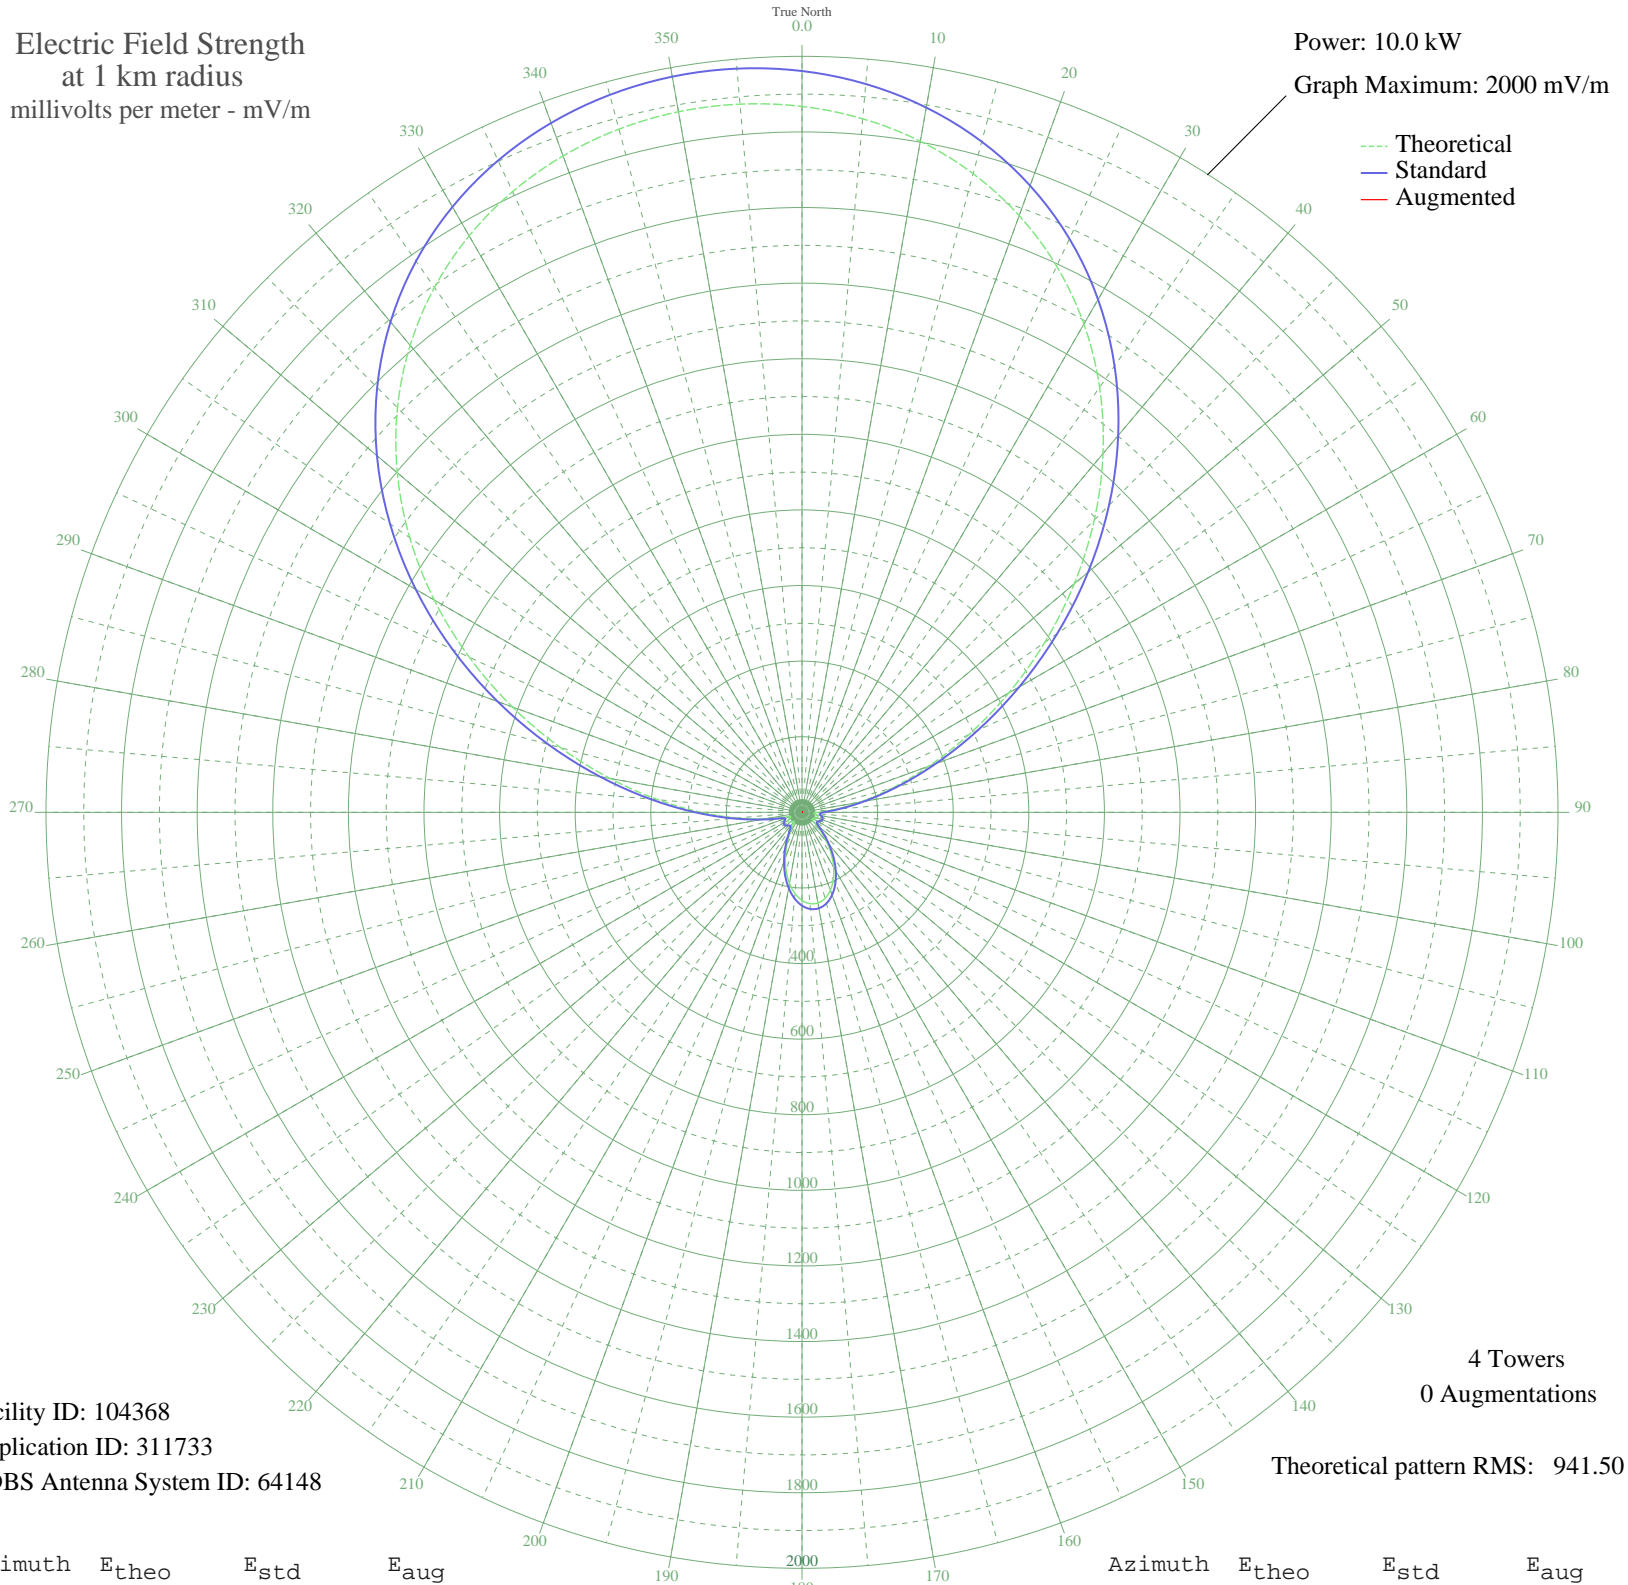 True North
0.0
Electric Field Strength
at 1 km radius
millivolts per meter - mV/m
Power: 10.0 kW
Graph Maximum: 2000 mV/m
Theoretical
Standard
Augmented
350
10
340
20
330
30
320
40
310
50
300
60
290
70
280
80
270
90
260
100
250
110
240
120
230
130
220
140
210
150
200
160
190
170
400
600
800
1000
1200
1400
1600
1800
2000
4 Towers
0 Augmentations
Theoretical pattern RMS: 941.50
cility ID: 104368
plication ID: 311733
DBS Antenna System ID: 64148
imuth Etheo Estd Eaug Azimuth Etheo Estd Eaug